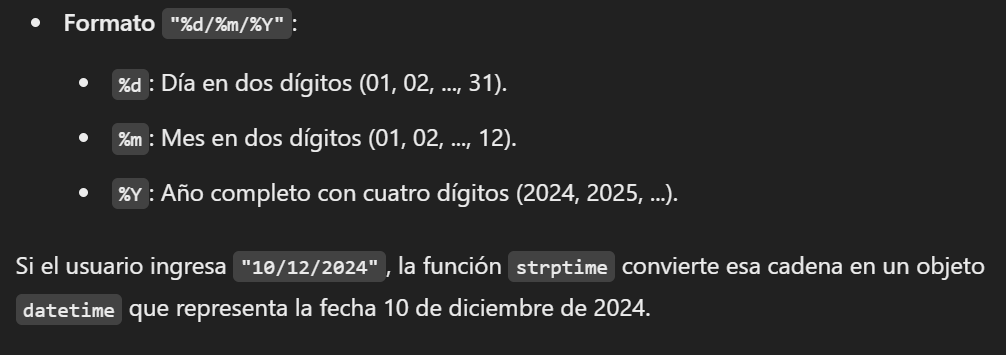 • Formato "%d/%m/%Y":
• %d: Día en dos dígitos (01, 02, ..., 31).
• %m: Mes en dos dígitos (01, 02, ..., 12).
• %Y: Año completo con cuatro dígitos (2024, 2025, ...).
Si el usuario ingresa "10/12/2024", la función strptime convierte esa cadena en un objeto
datetime que representa la fecha 10 de diciembre de 2024.